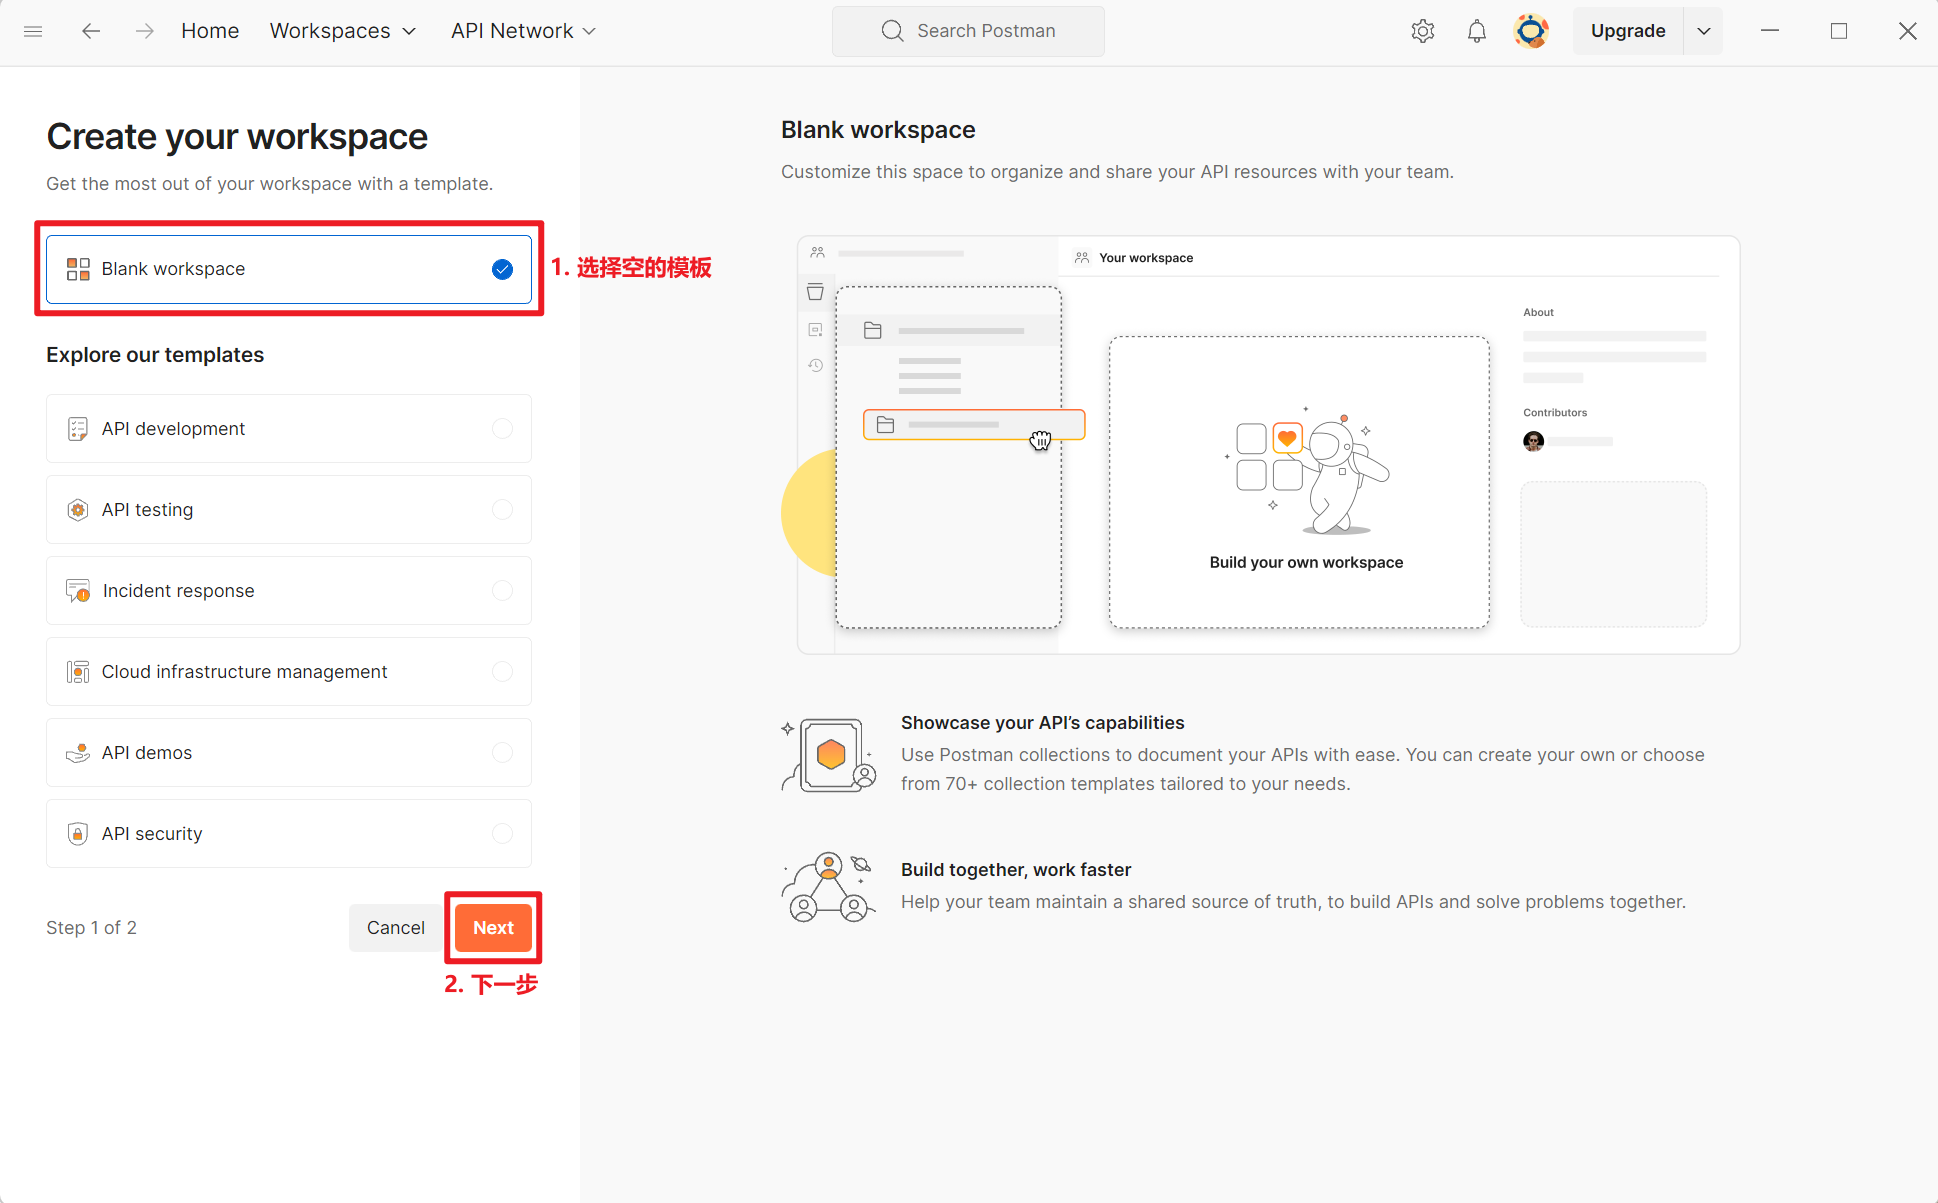 Home
Workspaces
API Network
Search Postman
Upgrade
Create your workspace
Get the most out of your workspace with a template.
Blank workspace
1. 选择空的模板
Explore our templates
API development
API testing
Incident response
Cloud infrastructure management
API demos
API security
Step 1 of 2
Cancel
Next
2. 下一步
Blank workspace
Customize this space to organize and share your API resources with your team.
Your workspace
About
Contributors
Build your own workspace
Showcase your API’s capabilities
Use Postman collections to document your APIs with ease. You can create your own or choose
from 70+ collection templates tailored to your needs.
Build together, work faster
Help your team maintain a shared source of truth, to build APIs and solve problems together.